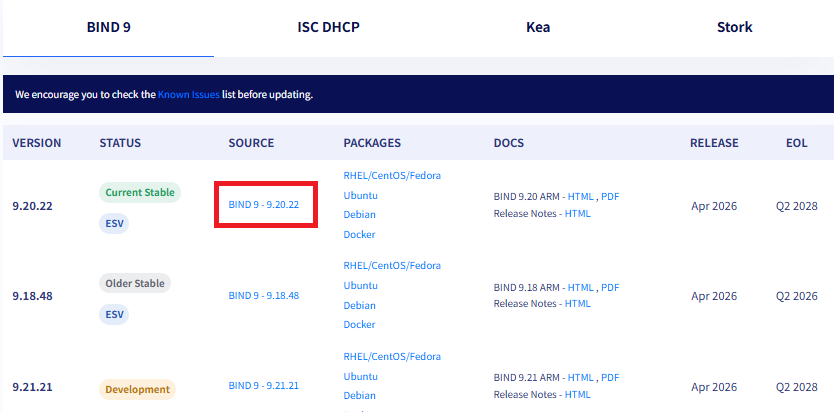 BIND 9 ISC DHCP Kea Stork
We encourage you to check the Known Issues list before updating.
VERSION STATUS SOURCE PACKAGES DOCS RELEASE EOL
9.20.22
Current Stable
ESV
BIND 9 - 9.20.22
RHEL/CentOS/Fedora
Ubuntu
Debian
Docker
BIND 9.20 ARM - HTML , PDF
Release Notes - HTML
Apr 2026
Q2 2028
9.18.48
Older Stable
ESV
BIND 9 - 9.18.48
RHEL/CentOS/Fedora
Ubuntu
Debian
Docker
BIND 9.18 ARM - HTML , PDF
Release Notes - HTML
Apr 2026
Q2 2026
9.21.21
Development
BIND 9 - 9.21.21
RHEL/CentOS/Fedora
Ubuntu
Debian
BIND 9.21 ARM - HTML , PDF
Release Notes - HTML
Apr 2026
Q2 2028